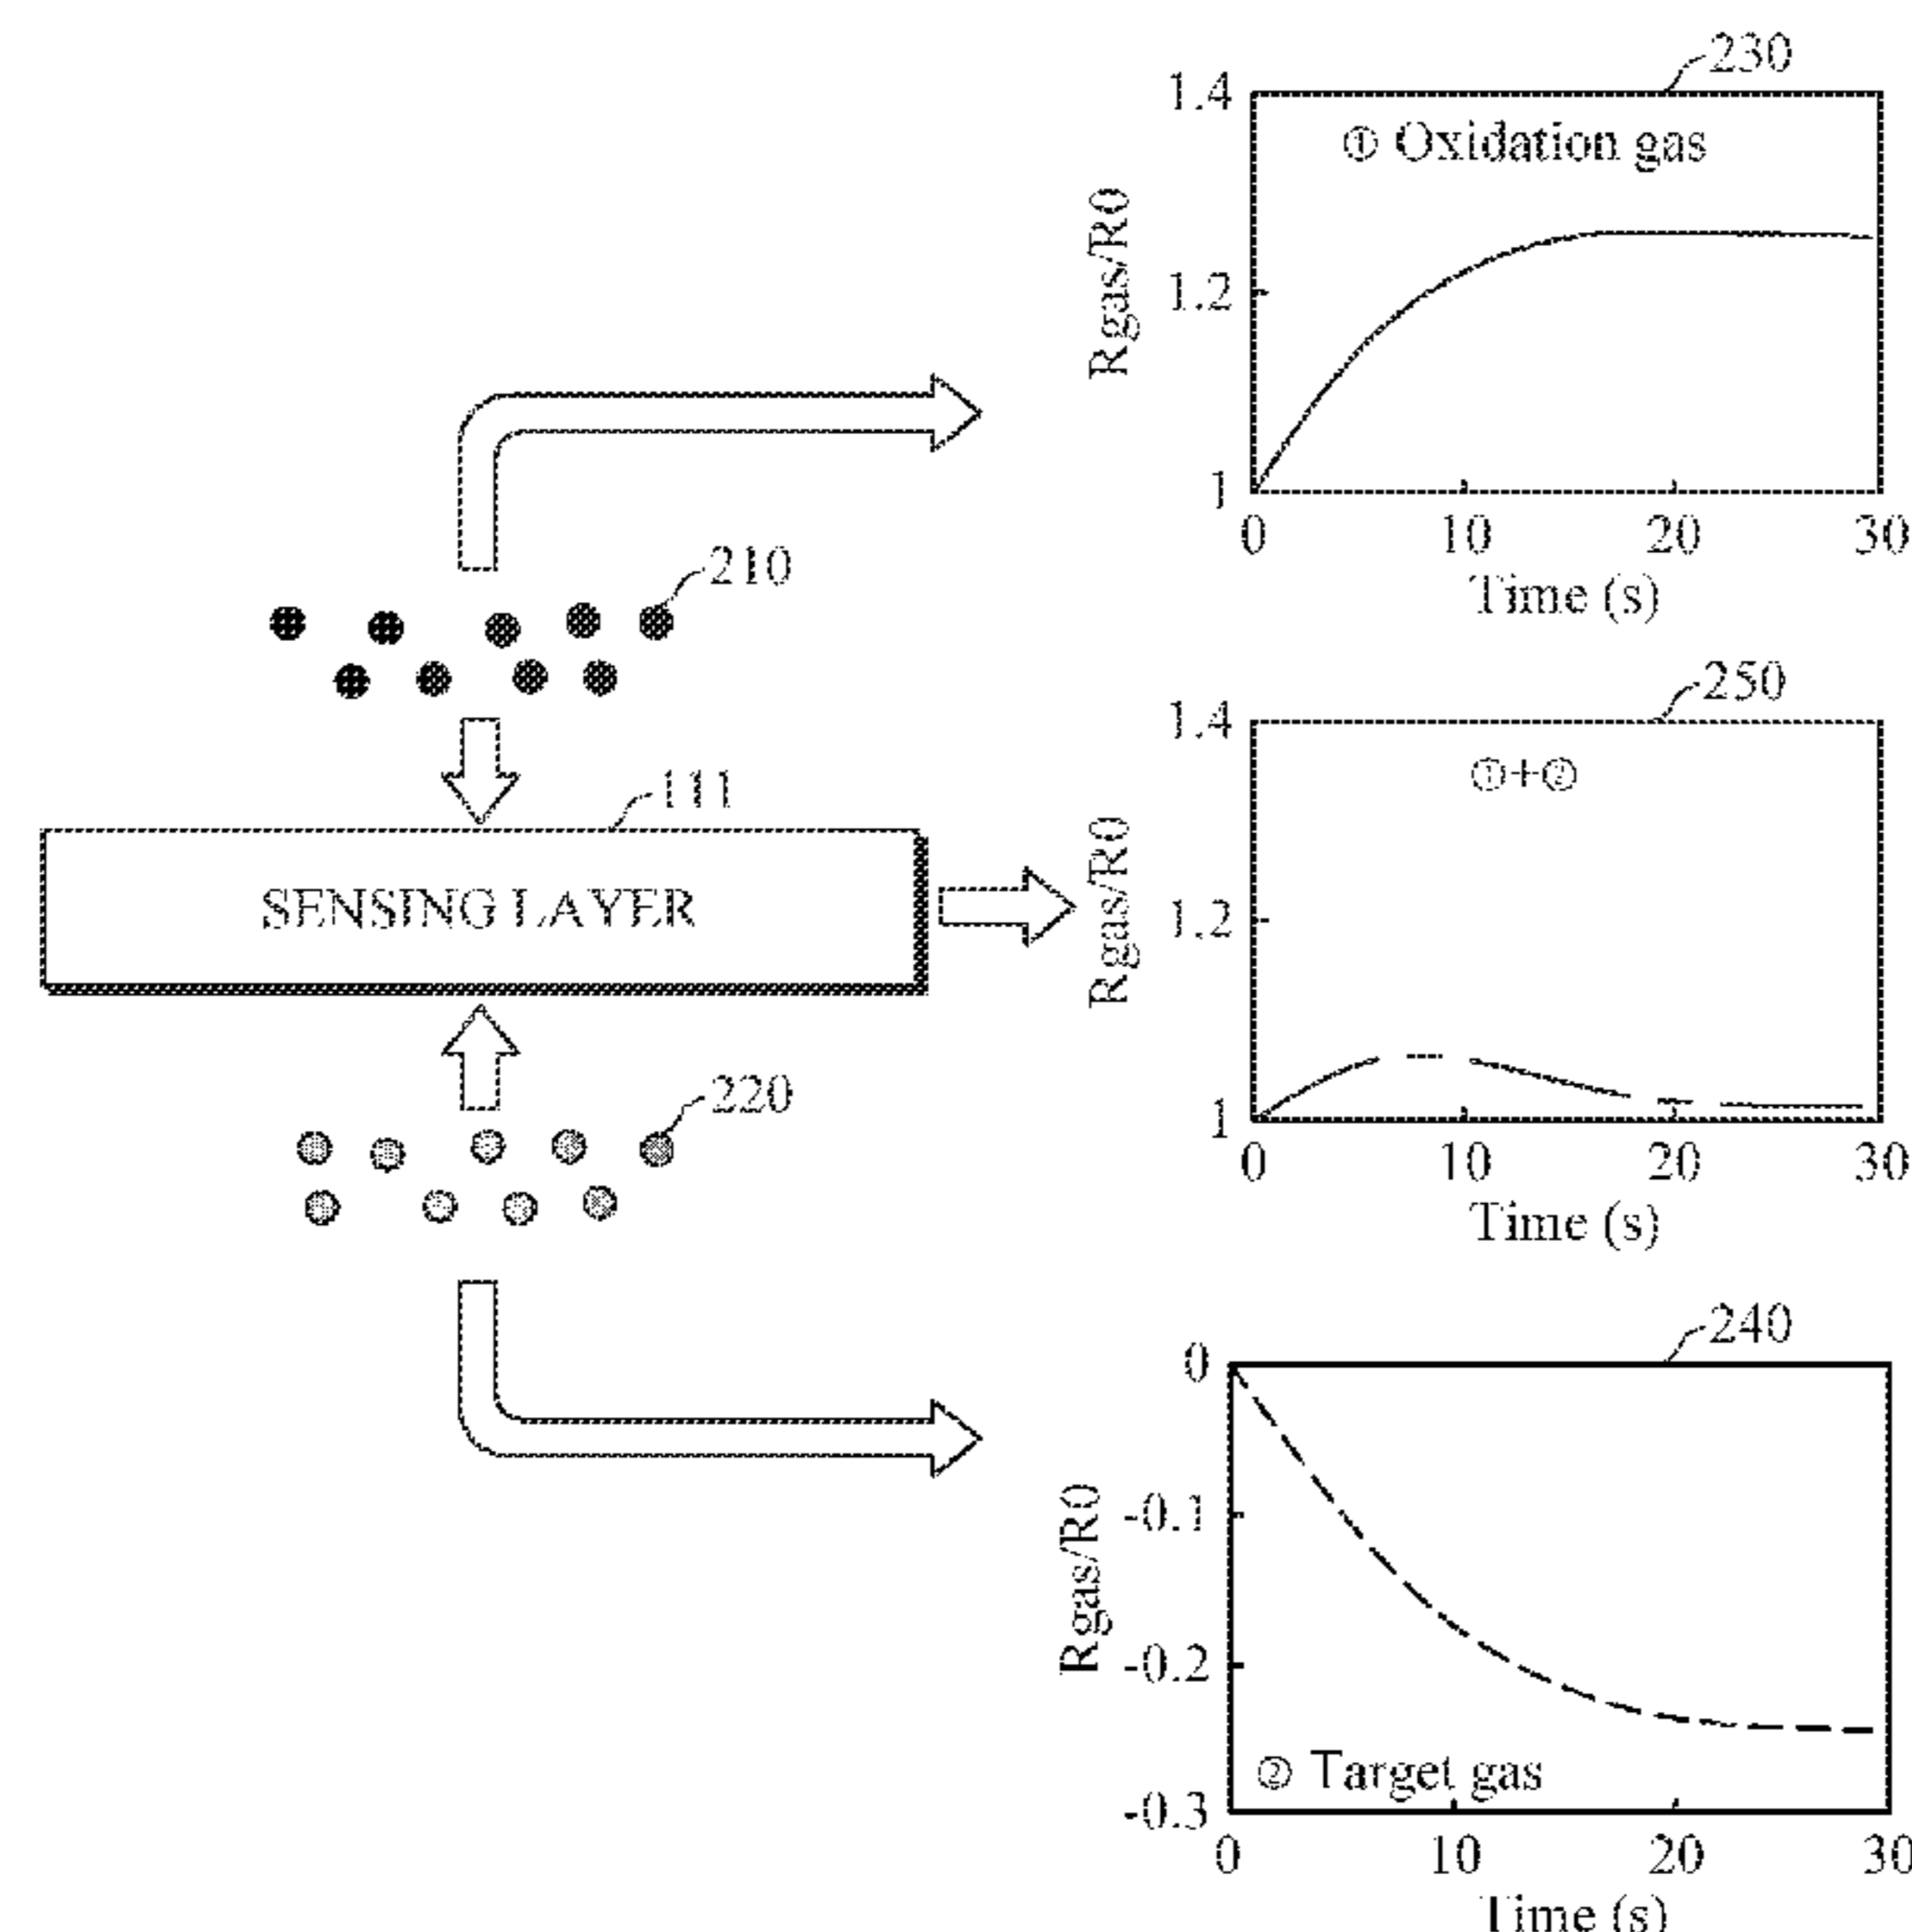 230
1.4
① Oxidation gas
Rgas/R0
1.2
1
0 10 20 30
Time (s)
210
250
1.4
①+②
111
SENSING LAYER
Rgas/R0
1.2
1
0 10 20 30
Time (s)
220
240
0
-0.1
Rgas/R0
-0.2
② Target gas
-0.3
0 10 20 30
Time (s)